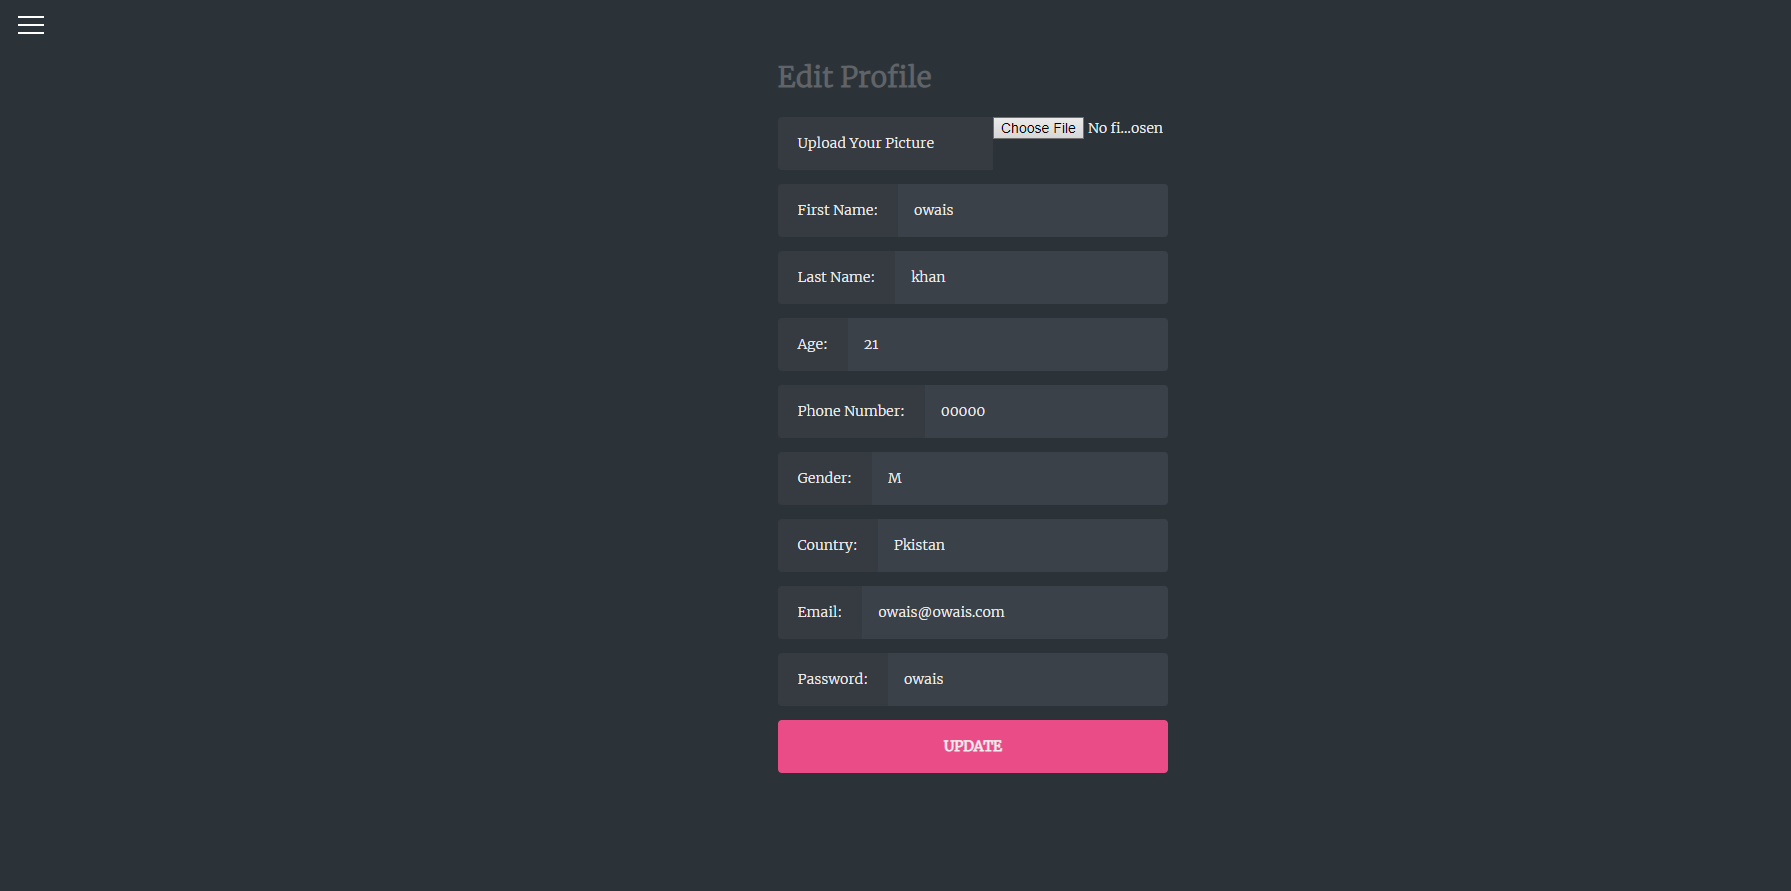 Edit Profile
Upload Your Picture Choose File No fi...osen
First Name: owais
Last Name: khan
Age: 21
Phone Number: 00000
Gender: M
Country: Pkistan
Email: owais@owais.com
Password: owais
UPDATE